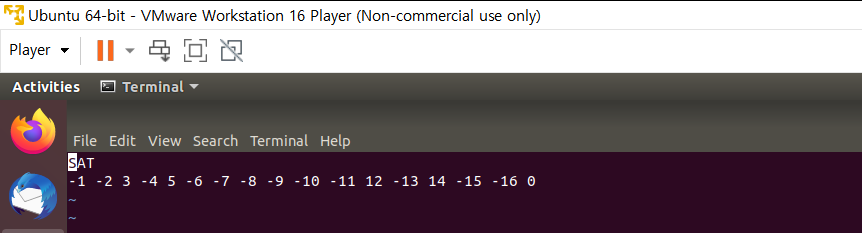 Ubuntu 64-bit - VMware Workstation 16 Player (Non-commercial use only)
Player
Activities Terminal
File Edit View Search Terminal Help
SAT
-1 -2 3 -4 5 -6 -7 -8 -9 -10 -11 12 -13 14 -15 -16 0
~
~